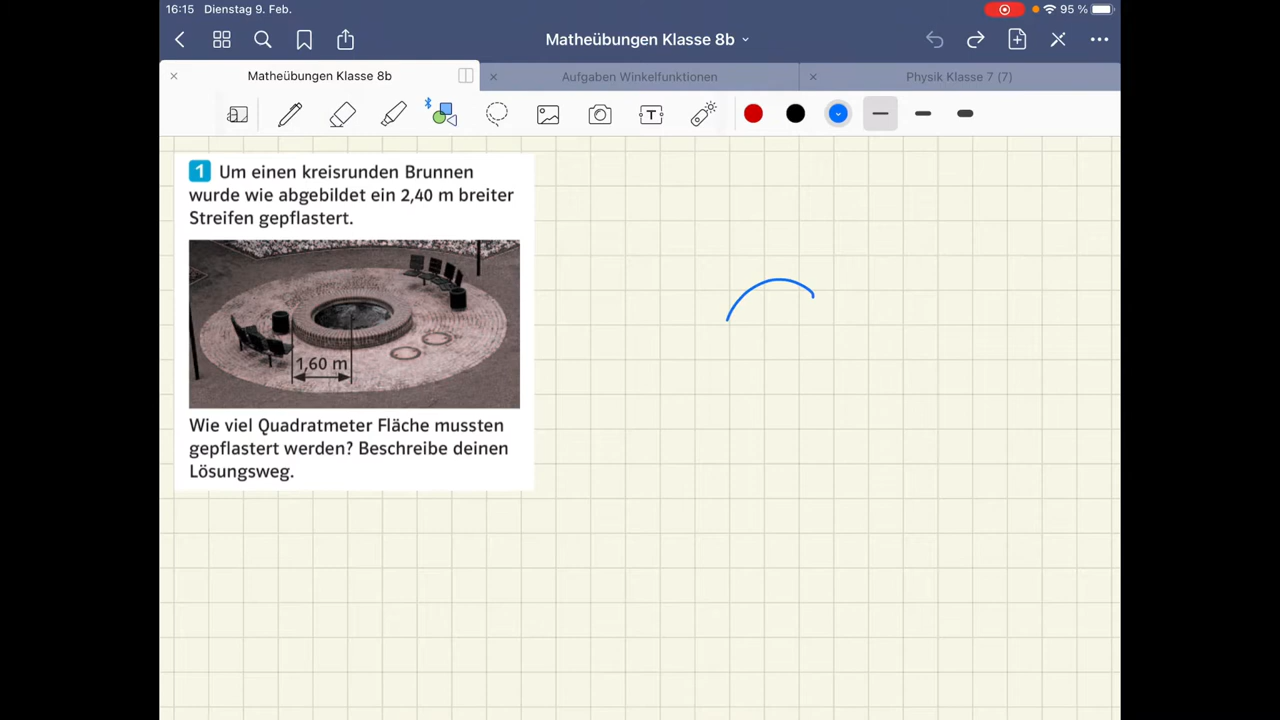 16:15 Dienstag 9. Feb.
95 %
Matheübungen Klasse 8b
Matheübungen Klasse 8b
Aufgaben Winkelfunktionen
Physik Klasse 7 (7)
T
1 Um einen kreisrunden Brunnen
wurde wie abgebildet ein 2,40 m breiter
Streifen gepflastert.
1,60 m
Wie viel Quadratmeter Fläche mussten
gepflastert werden? Beschreibe deinen
Lösungsweg.